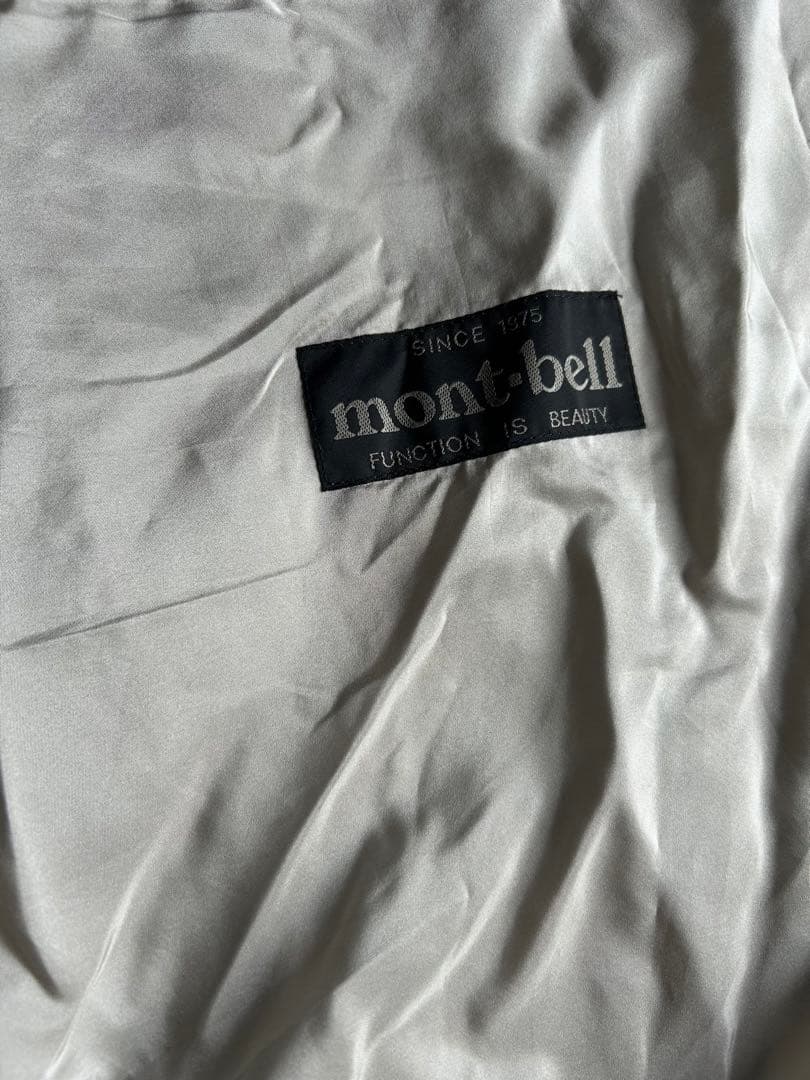 SINCE 1975
mont-bell
FUNCTION IS BEAUTY